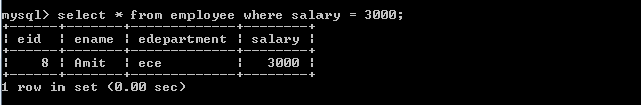 mysql> select * from employee where salary = 3000;
+------+-------+-------------+--------+
| eid | ename | edepartment | salary |
+------+-------+-------------+--------+
| 8 | Amit | ece | 3000 |
+------+-------+-------------+--------+
1 row in set (0.00 sec)